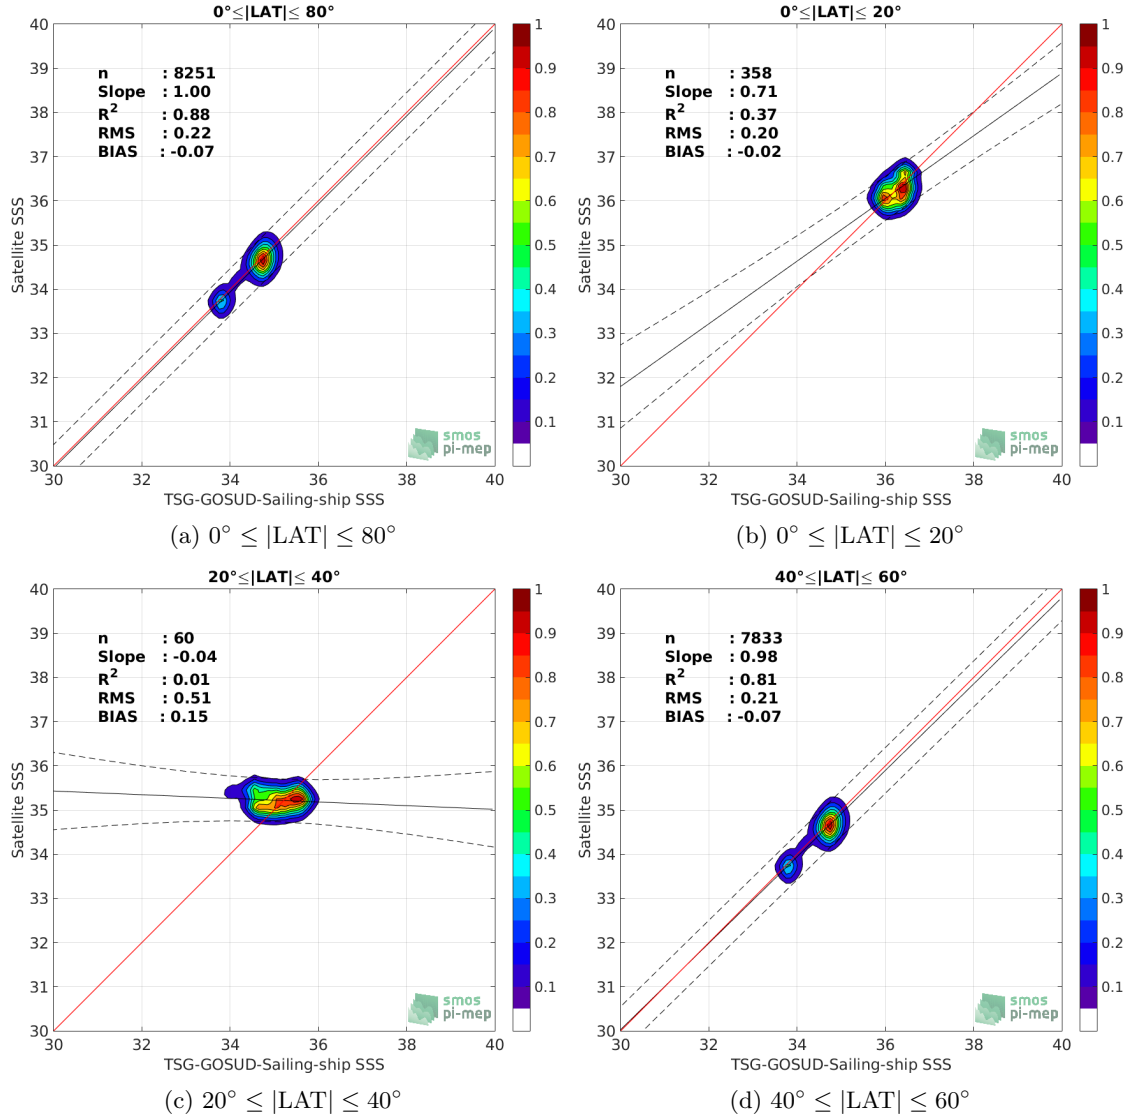 0°≤|LAT|≤ 80°
40
39
38
37
36
35
34
33
32
31
30
n : 8251
Slope : 1.00
R2 : 0.88
RMS : 0.22
BIAS : -0.07
Satellite SSS
smos
pi-mep
30 32 34 36 38 40
TSG-GOSUD-Sailing-ship SSS
1
0.9
0.8
0.7
0.6
0.5
0.4
0.3
0.2
0.1
(a) 0° ≤ |LAT| ≤ 80°
0°≤|LAT|≤ 20°
40
39
38
37
36
35
34
33
32
31
30
n : 358
Slope : 0.71
R2 : 0.37
RMS : 0.20
BIAS : -0.02
Satellite SSS
smos
pi-mep
30 32 34 36 38 40
TSG-GOSUD-Sailing-ship SSS
1
0.9
0.8
0.7
0.6
0.5
0.4
0.3
0.2
0.1
(b) 0° ≤ |LAT| ≤ 20°
20°≤|LAT|≤ 40°
40
39
38
37
36
35
34
33
32
31
30
n : 60
Slope : -0.04
R2 : 0.01
RMS : 0.51
BIAS : 0.15
Satellite SSS
smos
pi-mep
30 32 34 36 38 40
TSG-GOSUD-Sailing-ship SSS
1
0.9
0.8
0.7
0.6
0.5
0.4
0.3
0.2
0.1
(c) 20° ≤ |LAT| ≤ 40°
40°≤|LAT|≤ 60°
40
39
38
37
36
35
34
33
32
31
30
n : 7833
Slope : 0.98
R2 : 0.81
RMS : 0.21
BIAS : -0.07
Satellite SSS
smos
pi-mep
30 32 34 36 38 40
TSG-GOSUD-Sailing-ship SSS
1
0.9
0.8
0.7
0.6
0.5
0.4
0.3
0.2
0.1
(d) 40° ≤ |LAT| ≤ 60°